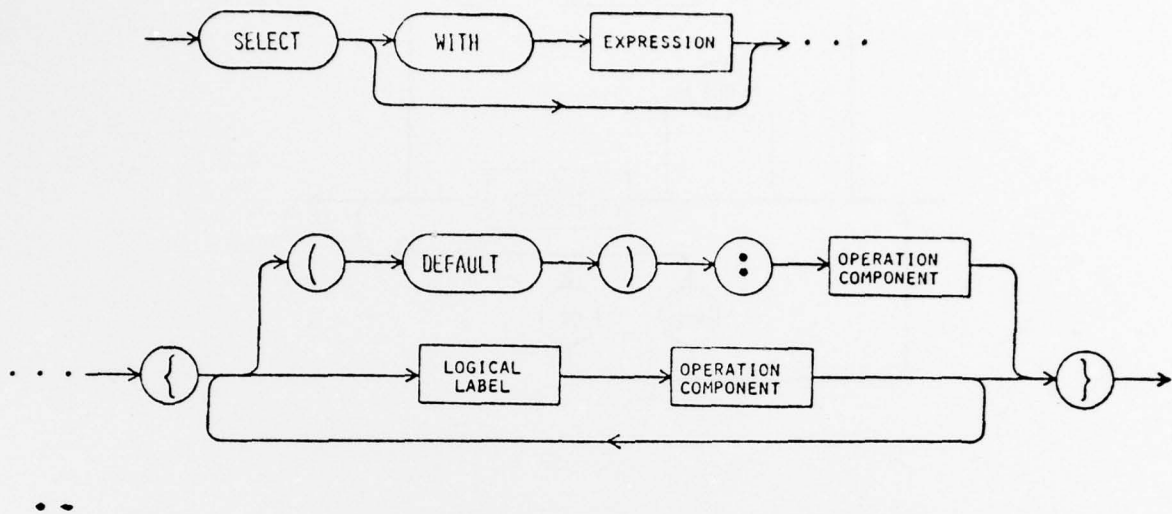 SELECT WITH EXPRESSION . . .
( DEFAULT ) : OPERATION
COMPONENT
. . . { LOGICAL
LABEL OPERATION
COMPONENT }